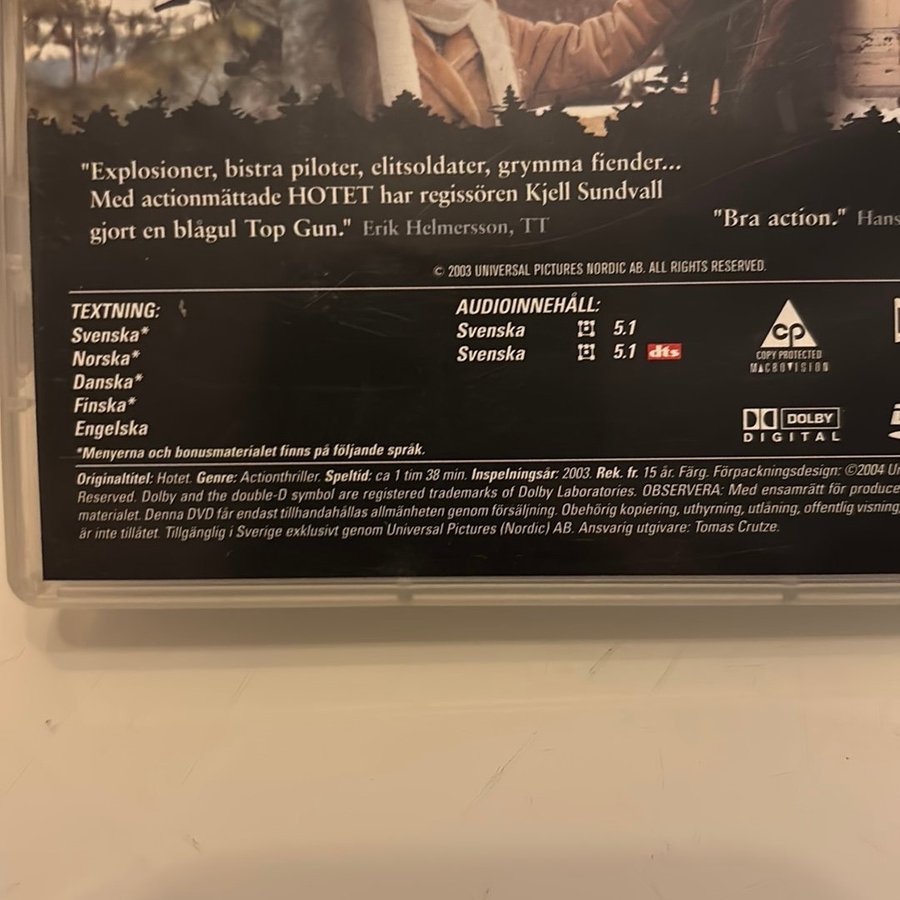 "Explosioner, bistra piloter, elitsoldater, grymma fiender...
Med actionmättade HOTET har regissören Kjell Sundvall
gjort en blågul Top Gun." Erik Helmersson, TT
"Bra action." Hans
© 2003 UNIVERSAL PICTURES NORDIC AB. ALL RIGHTS RESERVED.
TEXTNING:
Svenska*
Norska*
Danska*
Finska*
Engelska
*Menyerna och bonusmaterialet finns på följande språk.
AUDIOINNEHÅLL:
Svenska 5.1
Svenska 5.1 dts
cp
COPY PROTECTED
MACROVISION
DOLBY
DIGITAL
Originaltitel: Hotet. Genre: Actionthriller. Speltid: ca 1 tim 38 min. Inspelningsår: 2003. Rek. fr. 15 år. Färg. Förpackningsdesign: ©2004 Un
Reserved. Dolby and the double-D symbol are registered trademarks of Dolby Laboratories. OBSERVERA: Med ensamrätt för produce
materialet. Denna DVD får endast tillhandahållas allmänheten genom försäljning. Obehörig kopiering, uthyrning, utlåning, offentlig visning,
är inte tillåtet. Tillgänglig i Sverige exklusivt genom Universal Pictures (Nordic) AB. Ansvarig utgivare: Tomas Crutze.